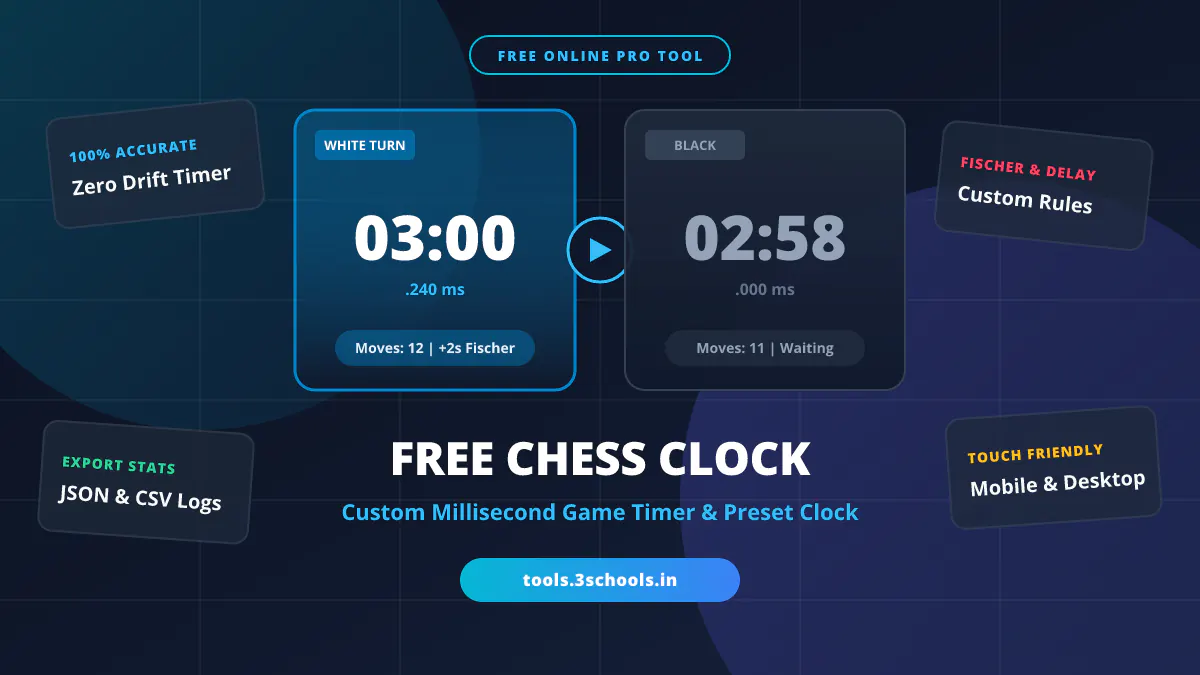 FREE ONLINE PRO TOOL
100% ACCURATE
Zero Drift Timer
WHITE TURN
03:00
.240 ms
Moves: 12 | +2s Fischer
BLACK
02:58
.000 ms
Moves: 11 | Waiting
FISCHER & DELAY
Custom Rules
EXPORT STATS
JSON & CSV Logs
FREE CHESS CLOCK
Custom Millisecond Game Timer & Preset Clock
tools.3schools.in
TOUCH FRIENDLY
Mobile & Desktop